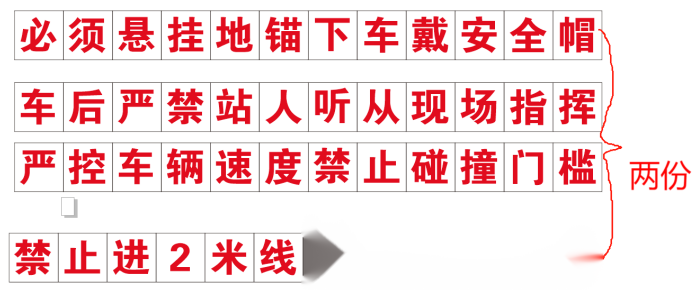 必须悬挂地锚下车戴安全帽
车后严禁站人听从现场指挥
严控车辆速度禁止碰撞门槛
两份
禁止进2米线